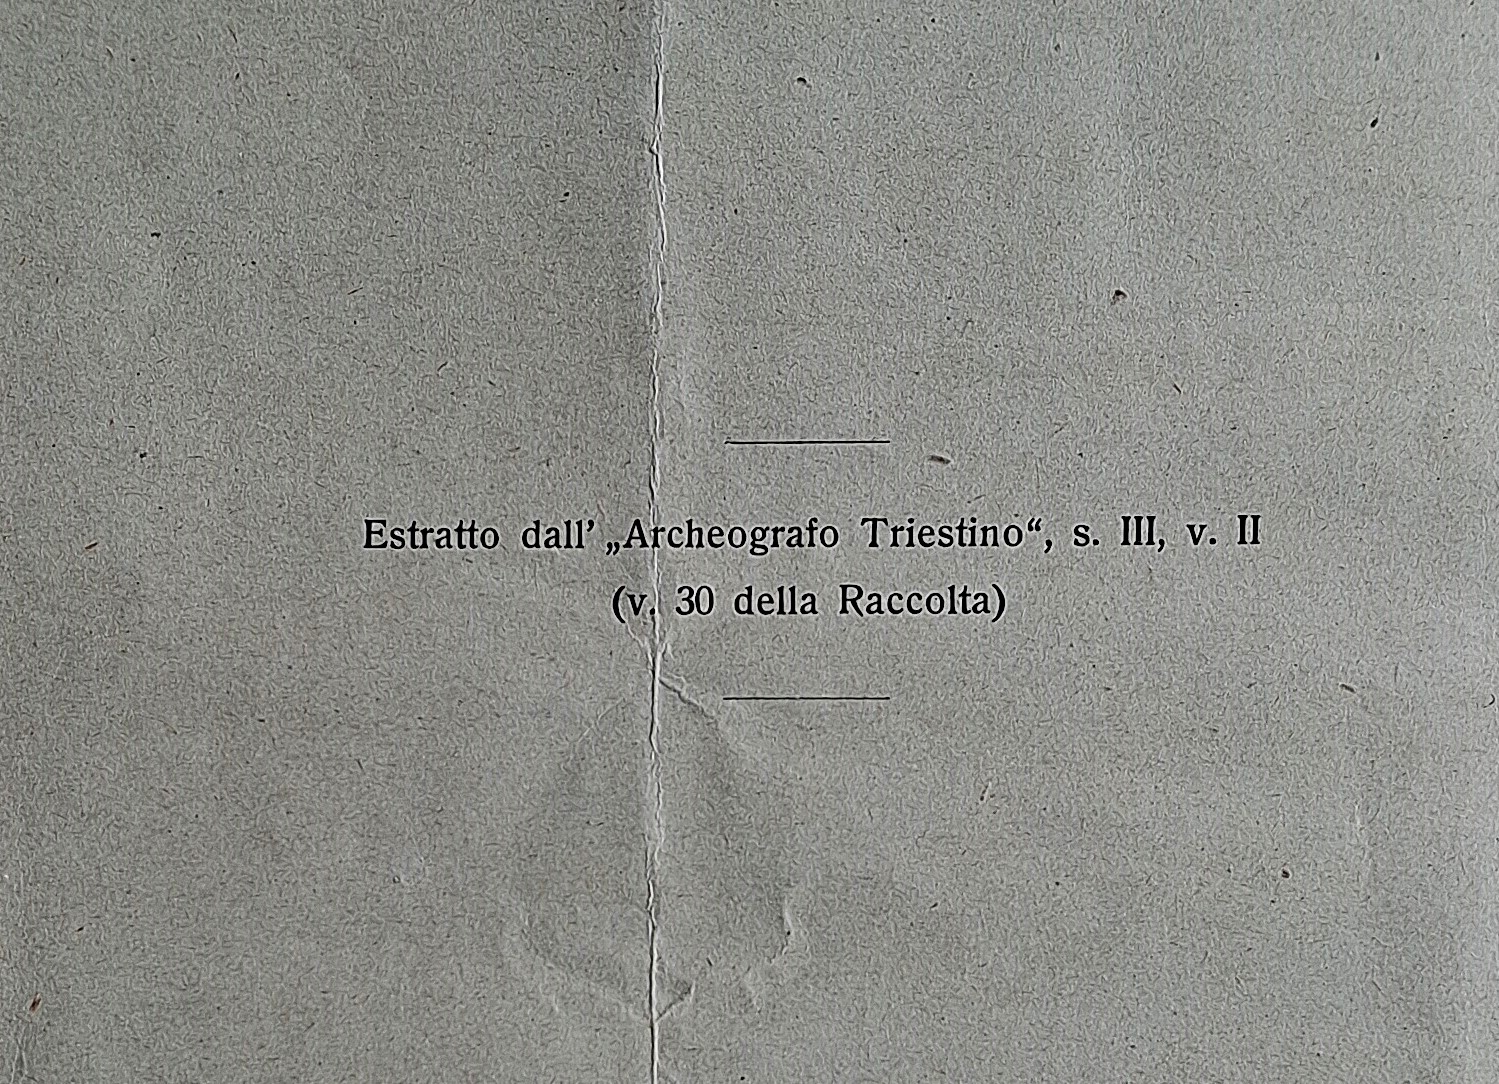 Estratto dall' „Archeografo Triestino“, s. III, v. II
(v. 30 della Raccolta)